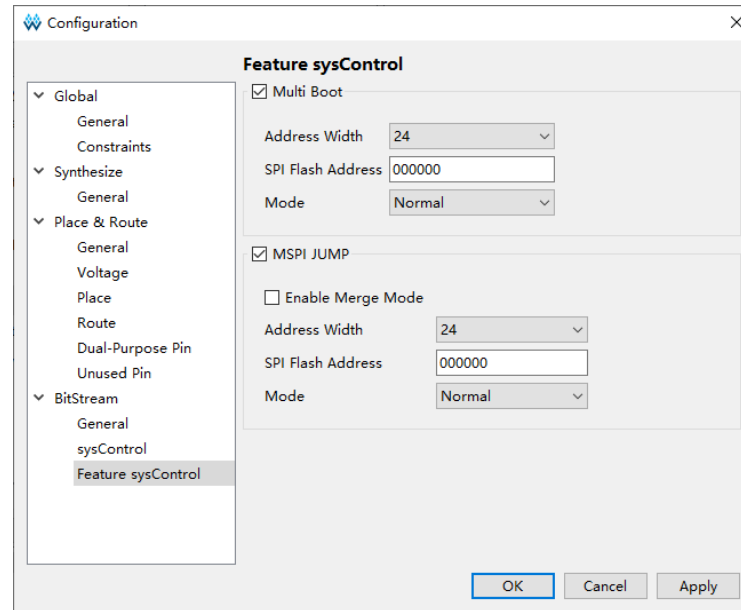 Configuration
Feature sysControl
Global
General
Constraints
Synthesize
General
Place & Route
General
Voltage
Place
Route
Dual-Purpose Pin
Unused Pin
BitStream
General
sysControl
Feature sysControl
Multi Boot
Address Width 24
SPI Flash Address 000000
Mode Normal
MSPI JUMP
Enable Merge Mode
Address Width 24
SPI Flash Address 000000
Mode Normal
OK Cancel Apply